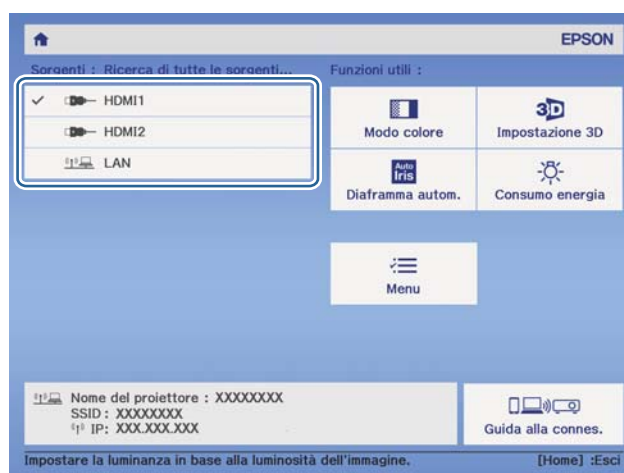 EPSON
Sorgenti : Ricerca di tutte le sorgenti...
Funzioni utili :
HDMI1
HDMI2
LAN
Modo colore
3D
Impostazione 3D
Auto
Iris
Diaframma autom.
Consumo energia
Menu
Nome del proiettore : XXXXXXXX
SSID : XXXXXXXX
IP: XXX.XXX.XXX
Guida alla connes.
Impostare la luminanza in base alla luminosità dell'immagine.
[Home] :Esci